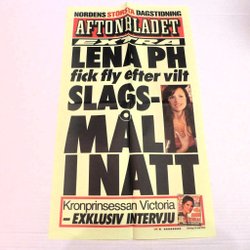 NORDENS STÖRSTA DAGSTIDNING
AFTONBLADET
EXTRA
LENA PH
fick fly efter vilt
SLAGS-
MÅL
I NATT
Kronprinsessan Victoria
– EXKLUSIV INTERVJU